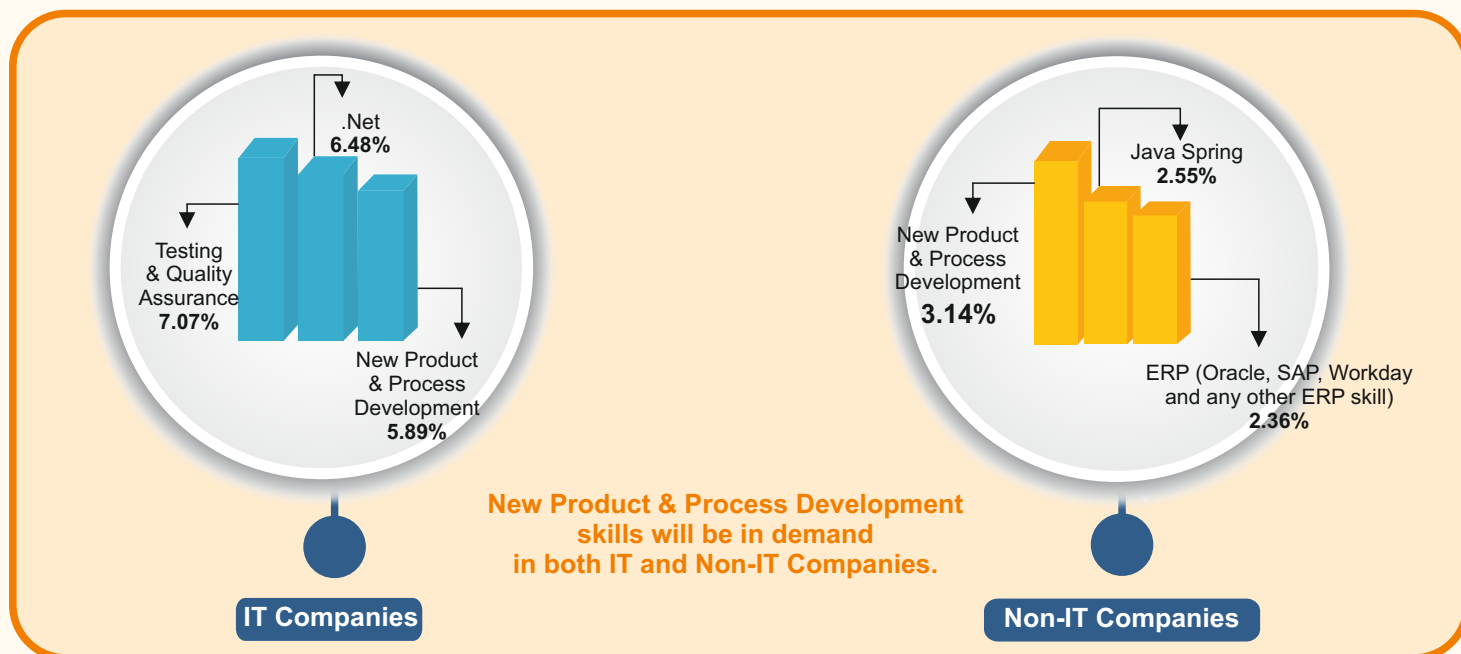 .Net
6.48%
Testing
& Quality
Assurance
7.07%
New Product
& Process
Development
5.89%
IT Companies
New Product & Process Development
skills will be in demand
in both IT and Non-IT Companies.
Java Spring
2.55%
New Product
& Process
Development
3.14%
ERP (Oracle, SAP, Workday
and any other ERP skill)
2.36%
Non-IT Companies